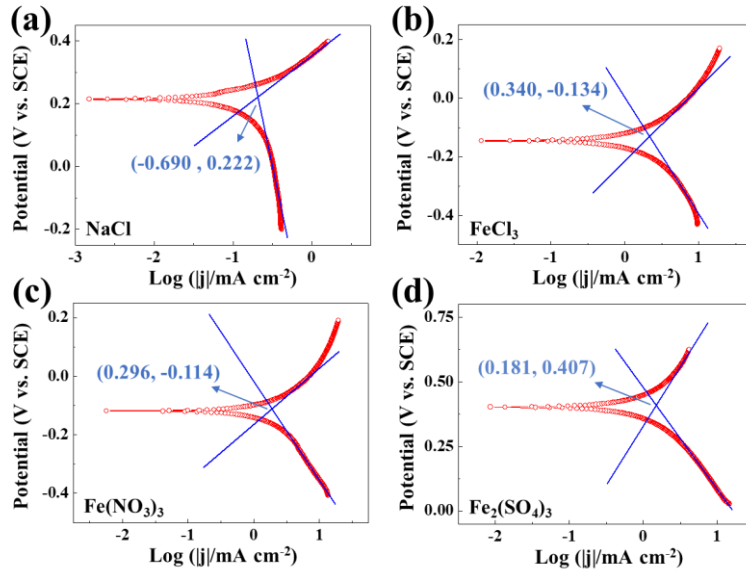 (a)
0.4
0.2
0.0
-0.2
Potential (V vs. SCE)
(-0.690 , 0.222)
NaCl
-3
-2
-1
0
Log (|j|/mA cm⁻²)
(b)
0.2
0.0
-0.2
-0.4
Potential (V vs. SCE)
(0.340, -0.134)
FeCl₃
-2
-1
0
1
Log (|j|/mA cm⁻²)
(c)
0.2
0.0
-0.2
-0.4
Potential (V vs. SCE)
(0.296, -0.114)
Fe(NO₃)₃
-2
-1
0
1
Log (|j|/mA cm⁻²)
(d)
0.75
0.50
0.25
0.00
Potential (V vs. SCE)
(0.181, 0.407)
Fe₂(SO₄)₃
-2
-1
0
1
Log (|j|/mA cm⁻²)